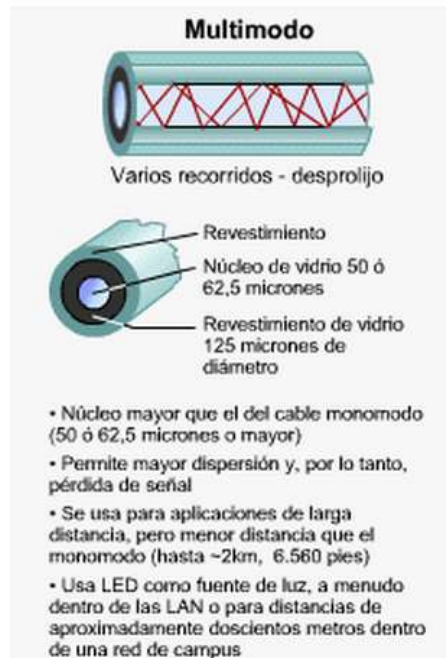 Multimodo
Varios recorridos - desprolijo
Revestimiento
Núcleo de vidrio 50 ó
62,5 micrones
Revestimiento de vidrio
125 micrones de
diámetro
• Núcleo mayor que el del cable monomodo
(50 ó 62,5 micrones o mayor)
• Permite mayor dispersión y, por lo tanto,
pérdida de señal
• Se usa para aplicaciones de larga
distancia, pero menor distancia que el
monomodo (hasta ~2km, 6.560 pies)
• Usa LED como fuente de luz, a menudo
dentro de las LAN o para distancias de
aproximadamente doscientos metros dentro
de una red de campus